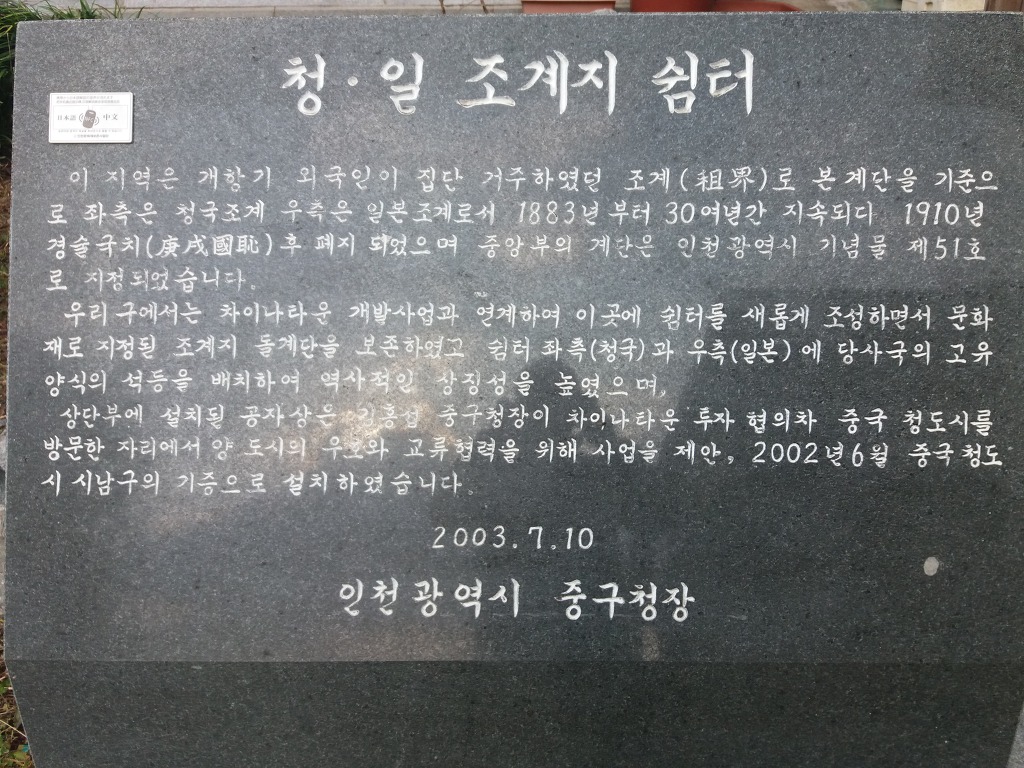 청·일 조계지 쉼터
日本語 中文
이 지역은 개항기 외국인이 집단 거주하였던 조계(租界)로 본 계단을 기준으
로 좌측은 청국조계 우측은 일본조계로서 1883년부터 30여년간 지속되다 1910년
경술국치(庚戌國恥)후 폐지 되었으며 중앙부의 계단은 인천광역시 기념물 제51호
로 지정되었습니다.
우리 구에서는 차이나타운 개발사업과 연계하여 이곳에 쉼터를 새롭게 조성하면서 문화
재로 지정된 조계지 돌계단을 보존하였고 쉼터 좌측(청국)과 우측(일본)에 당사국의 고유
양식의 석등을 배치하여 역사적인 상징성을 높였으며,
상단부에 설치된 공자상은 김홍섭 중구청장이 차이나타운 투자 협의차 중국 청도시를
방문한 자리에서 양 도시의 우호와 교류협력을 위해 사업을 제안, 2002년6월 중국 청도
시 시남구의 기증으로 설치하였습니다.
2003.7.10
인천광역시 중구청장